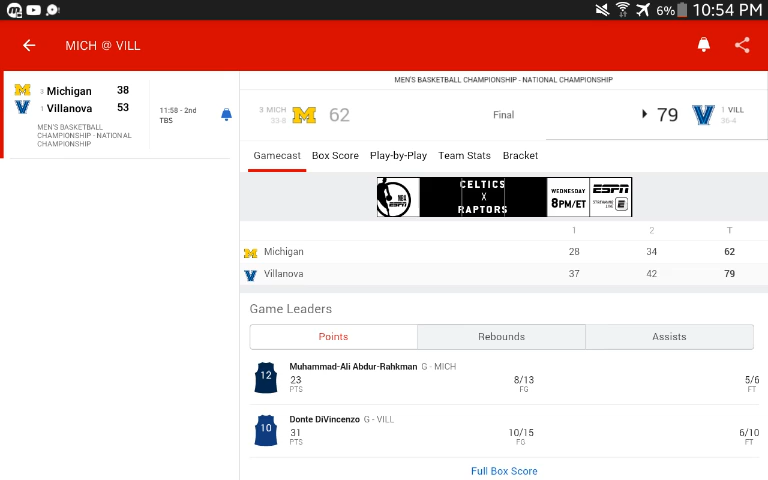 6% 10:54 PM
MICH @ VILL
3 Michigan 38
1 Villanova 53
MEN'S BASKETBALL
CHAMPIONSHIP - NATIONAL
CHAMPIONSHIP
11:58 - 2nd
TBS
MEN'S BASKETBALL CHAMPIONSHIP - NATIONAL CHAMPIONSHIP
3 MICH
33-8
62
Final
79
1 VILL
36-4
Gamecast Box Score Play-by-Play Team Stats Bracket
NBA
ESPN
CELTICS
X
RAPTORS
WEDNESDAY
8PM/ET
ESPN
STREAMING
LIVE
1 2 T
Michigan 28 34 62
Villanova 37 42 79
Game Leaders
Points Rebounds Assists
12
Muhammad-Ali Abdur-Rahkman G - MICH
23 8/13 5/6
PTS FG FT
10
Donte DiVincenzo G - VILL
31 10/15 6/10
PTS FG FT
Full Box Score